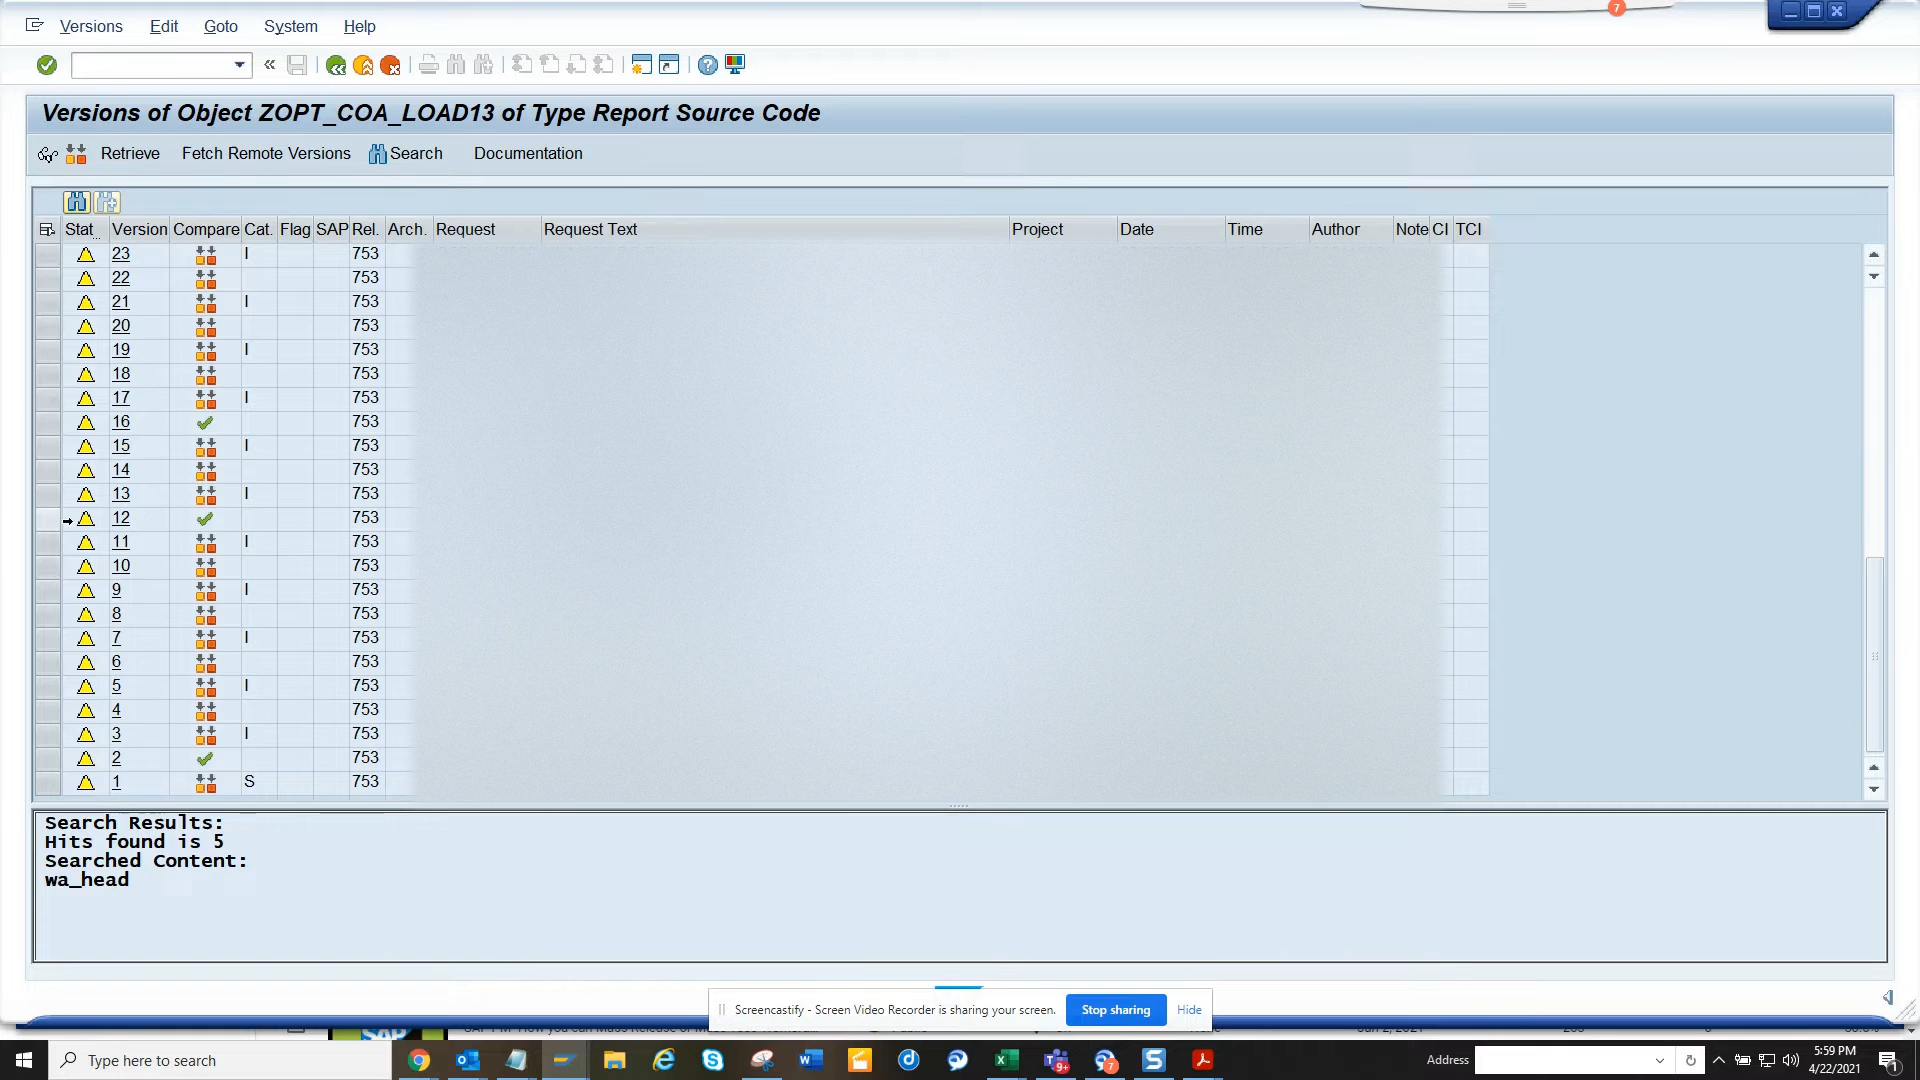 7
Versions Edit Goto System Help
Versions of Object ZOPT_COA_LOAD13 of Type Report Source Code
Retrieve Fetch Remote Versions Search Documentation
Stat.. Version Compare Cat. Flag SAP Rel. Arch. Request Request Text Project Date Time Author Note CI TCI
23 I 753
22 753
21 I 753
20 753
19 I 753
18 753
17 I 753
16 753
15 I 753
14 753
13 I 753
12 753
11 I 753
10 753
9 I 753
8 753
7 I 753
6 753
5 I 753
4 753
3 I 753
2 753
1 S 753
Search Results:
Hits found is 5
Searched Content:
wa_head
Screencastify - Screen Video Recorder is sharing your screen. Stop sharing Hide
Type here to search
9+
7
Address
5:59 PM
4/22/2021
1